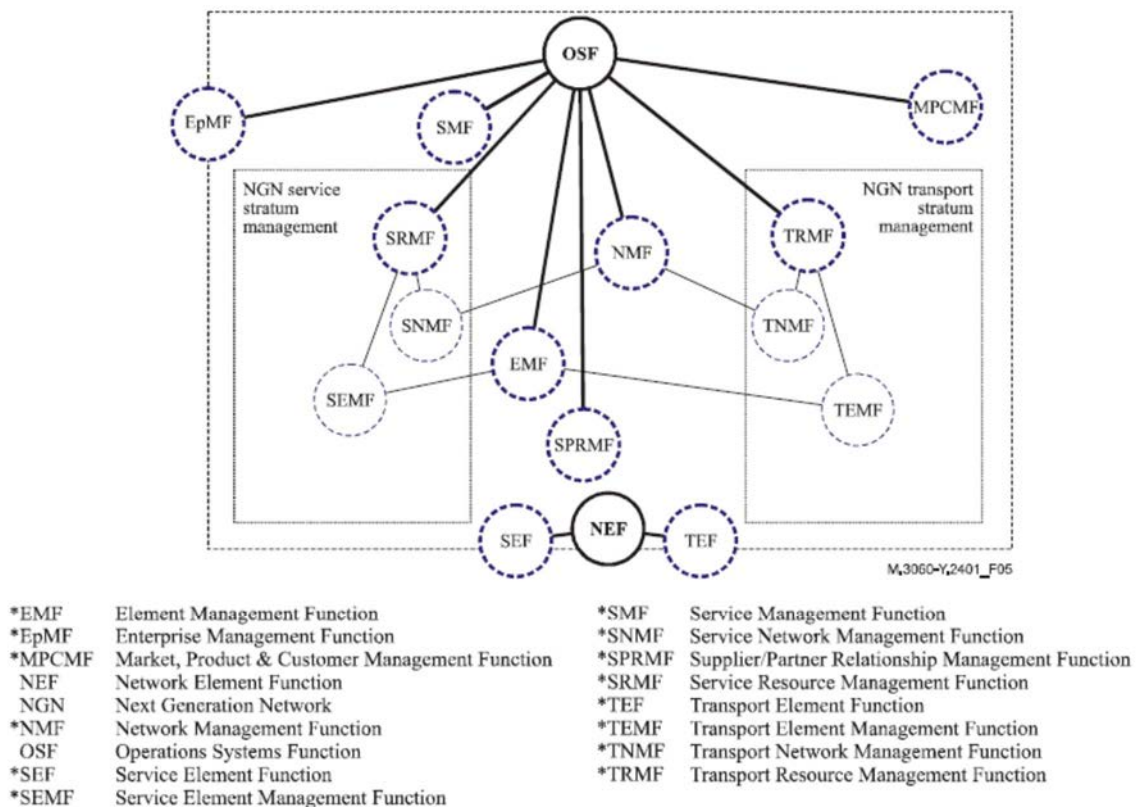 OSF
EpMF
SMF
MPCMF
NGN service
stratum
management
NGN transport
stratum
management
SRMF
NMF
TRMF
SNMF
TNMF
EMF
SEMF
TEMF
SPRMF
SEF
NEF
TEF
M.3060-Y.2401_F05
*EMF Element Management Function
*EpMF Enterprise Management Function
*MPCMF Market, Product & Customer Management Function
NEF Network Element Function
NGN Next Generation Network
*NMF Network Management Function
OSF Operations Systems Function
*SEF Service Element Function
*SEMF Service Element Management Function
*SMF Service Management Function
*SNMF Service Network Management Function
*SPRMF Supplier/Partner Relationship Management Function
*SRMF Service Resource Management Function
*TEF Transport Element Function
*TEMF Transport Element Management Function
*TNMF Transport Network Management Function
*TRMF Transport Resource Management Function